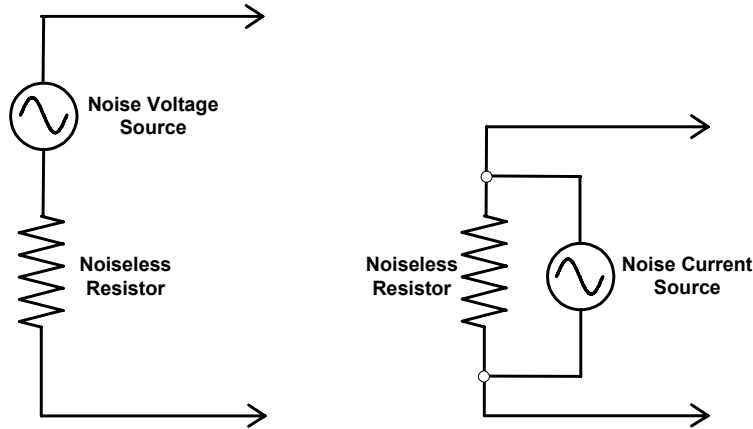 Noise Voltage
Source
Noiseless
Resistor
Noiseless
Resistor
Noise Current
Source